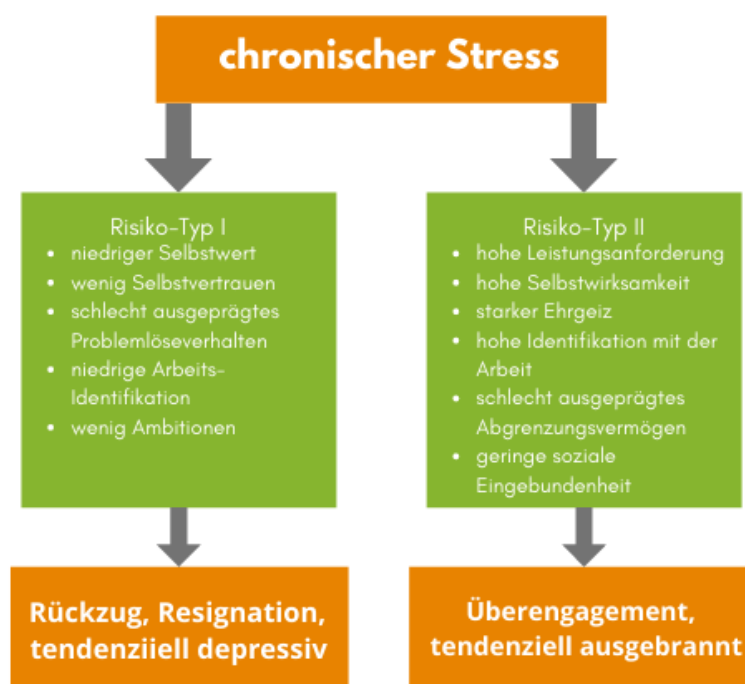 chronischer Stress
Risiko-Typ I
• niedriger Selbstwert
• wenig Selbstvertrauen
• schlecht ausgeprägtes
Problemlöseverhalten
• niedrige Arbeits-
Identifikation
• wenig Ambitionen
Risiko-Typ II
• hohe Leistungsanforderung
• hohe Selbstwirksamkeit
• starker Ehrgeiz
• hohe Identifikation mit der
Arbeit
• schlecht ausgeprägtes
Abgrenzungsvermögen
• geringe soziale
Eingebundenheit
Rückzug, Resignation,
tendenziiell depressiv
Überengagement,
tendenziell ausgebrannt